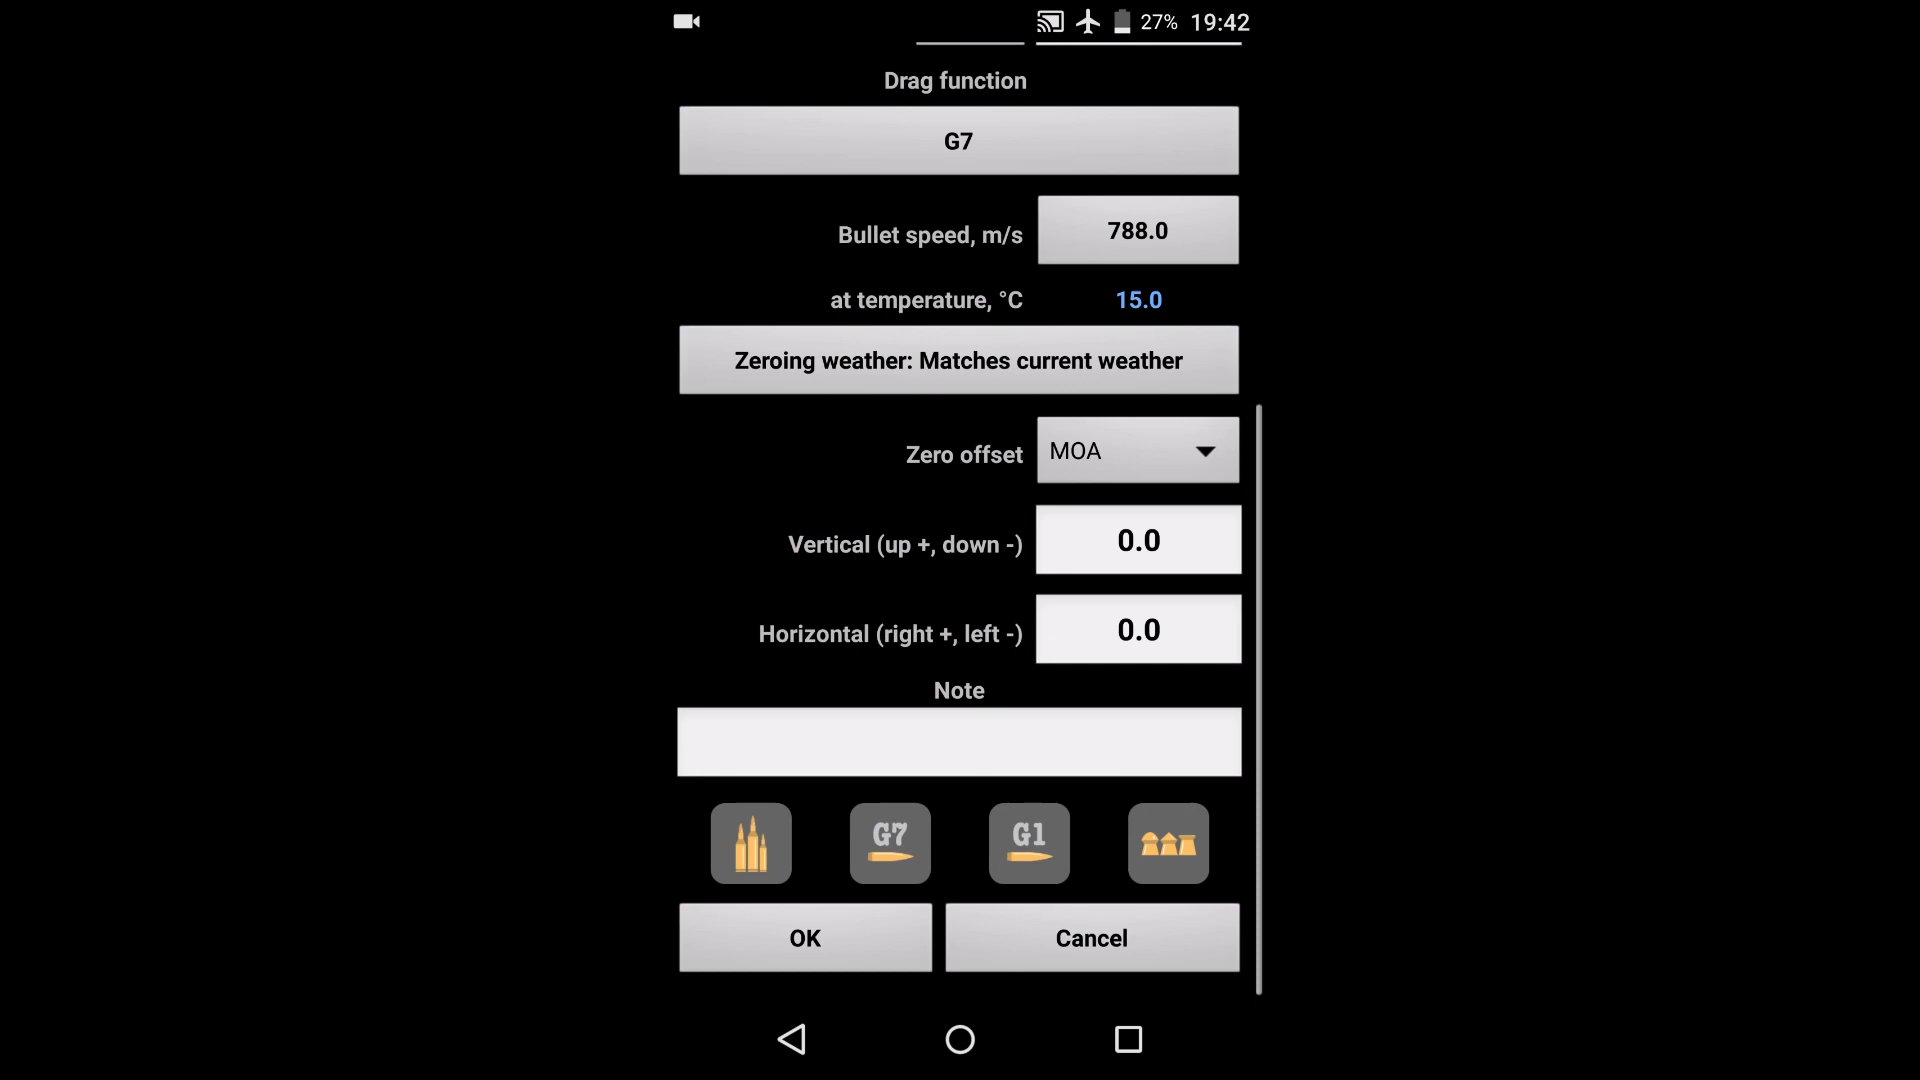 27% 19:42
Drag function
G7
Bullet speed, m/s 788.0
at temperature, °C 15.0
Zeroing weather: Matches current weather
Zero offset MOA
Vertical (up +, down -) 0.0
Horizontal (right +, left -) 0.0
Note
G7 G1
OK Cancel